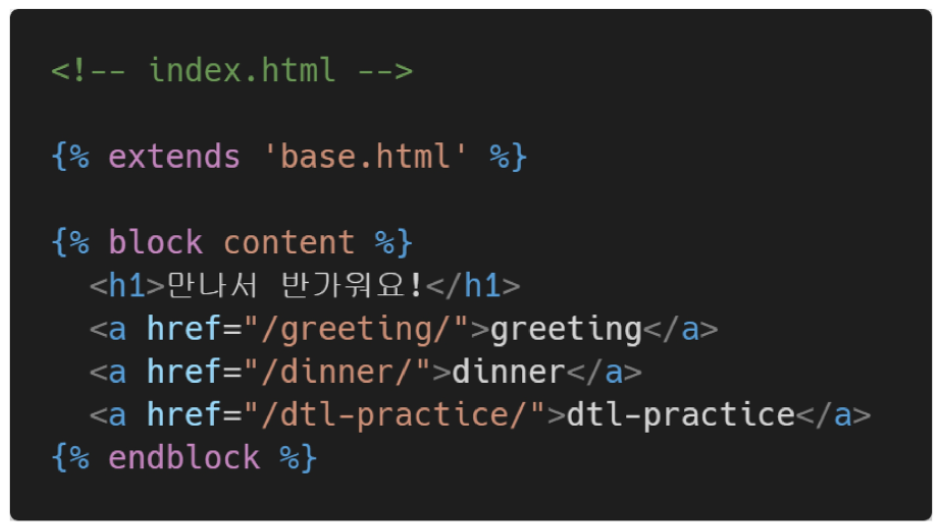 <!-- index.html -->
{% extends 'base.html' %}
{% block content %}
<h1>만나서 반가워요!</h1>
<a href="/greeting/">greeting</a>
<a href="/dinner/">dinner</a>
<a href="/dtl-practice/">dtl-practice</a>
{% endblock %}